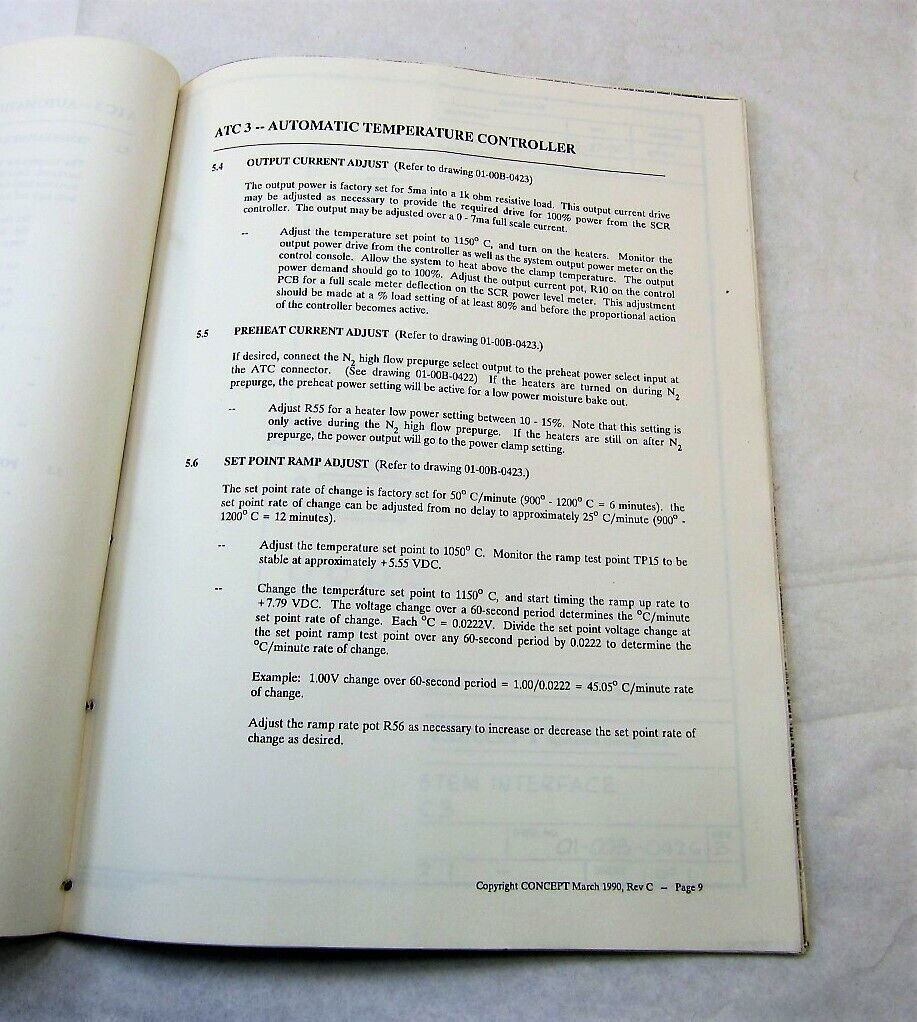 ATC 3 -- AUTOMATIC TEMPERATURE CONTROLLER
5.4 OUTPUT CURRENT ADJUST (Refer to drawing 01-00B-0423)
The output power is factory set for 5ma into a 1k ohm resistive load. This output current drive
may be adjusted as necessary to provide the required drive for 100% power from the SCR
controller. The output may be adjusted over a 0 - 7ma full scale current.
-- Adjust the temperature set point to 1150° C, and turn on the heaters. Monitor the
output power drive from the controller as well as the system output power meter on the
control console. Allow the system to heat above the clamp temperature. The output
power demand should go to 100%. Adjust the output current pot, R10 on the control
PCB for a full scale meter deflection on the SCR power level meter. This adjustment
should be made at a % load setting of at least 80% and before the proportional action
of the controller becomes active.
5.5 PREHEAT CURRENT ADJUST (Refer to drawing 01-00B-0423.)
If desired, connect the N₂ high flow prepurge select output to the preheat power select input at
the ATC connector. (See drawing 01-00B-0422) If the heaters are turned on during N₂
prepurge, the preheat power setting will be active for a low power moisture bake out.
-- Adjust R55 for a heater low power setting between 10 - 15%. Note that this setting is
only active during the N₂ high flow prepurge. If the heaters are still on after N₂
prepurge, the power output will go to the power clamp setting.
5.6 SET POINT RAMP ADJUST (Refer to drawing 01-00B-0423.)
The set point rate of change is factory set for 50° C/minute (900° - 1200° C = 6 minutes). the
set point rate of change can be adjusted from no delay to approximately 25° C/minute (900° -
1200° C = 12 minutes).
-- Adjust the temperature set point to 1050° C. Monitor the ramp test point TP15 to be
stable at approximately +5.55 VDC.
-- Change the temperature set point to 1150° C, and start timing the ramp up rate to
+7.79 VDC. The voltage change over a 60-second period determines the °C/minute
set point rate of change. Each °C = 0.0222V. Divide the set point voltage change at
the set point ramp test point over any 60-second period by 0.0222 to determine the
°C/minute rate of change.
Example: 1.00V change over 60-second period = 1.00/0.0222 = 45.05° C/minute rate
of change.
Adjust the ramp rate pot R56 as necessary to increase or decrease the set point rate of
change as desired.
Copyright CONCEPT March 1990, Rev C -- Page 9